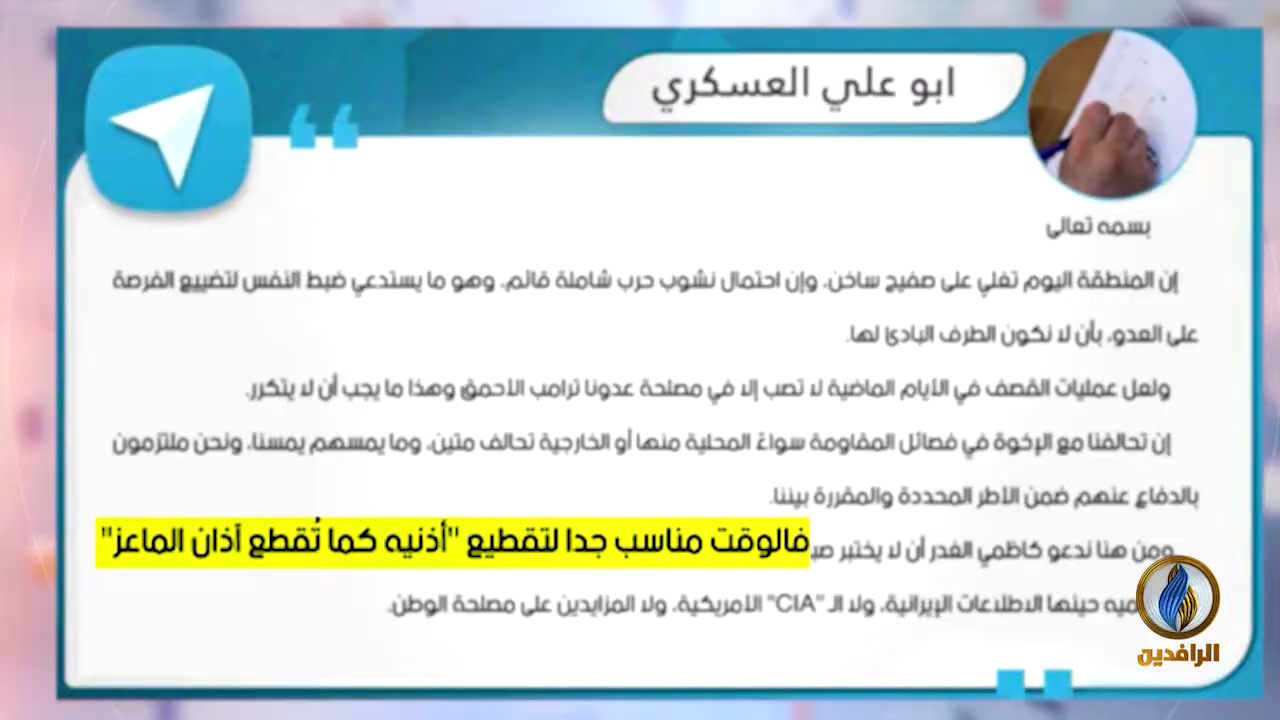 ابو علي العسكري
بسمه تعالى
إن المنطقة اليوم تغلي على صفيح ساخن، وإن احتمال نشوب حرب شاملة قائم، وهو ما يستدعي ضبط النفس لتضييع الفرصة
على العدو، بأن لا نكون الطرف البادئ لها.
ولعل عمليات القصف في الأيام الماضية لا تصب إلا في مصلحة عدونا ترامب الأحمق وهذا ما يجب أن لا يتكرر.
إن تحالفنا مع الإخوة في فصائل المقاومة سواءً المحلية منها أو الخارجية تحالف متين، وما يمسهم يمسنا، ونحن ملتزمون
بالدفاع عنهم ضمن الأطر المحددة والمقررة بيننا.
ومن هنا ندعو كاظمي الغدر أن لا يختبر فالوقت مناسب جدا لتقطيع "أذنيه كما تُقطع آذان الماعز"
حينها الاطلاعات الإيرانية، ولا الـ "CIA" الأمريكية، ولا المزايدين على مصلحة الوطن.
الرافدين